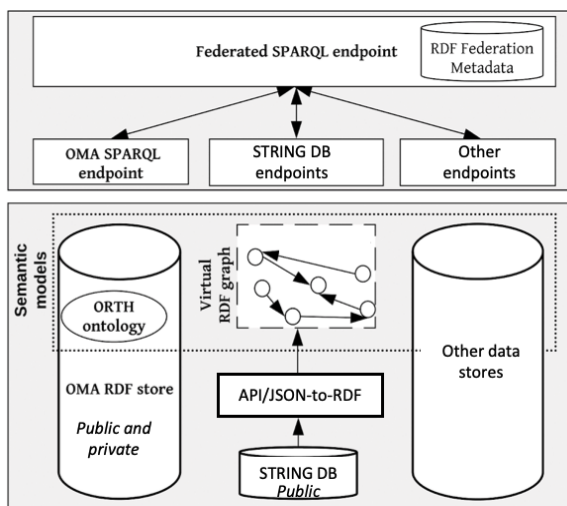 Federated SPARQL endpoint
RDF Federation
Metadata
OMA SPARQL
endpoint
STRING DB
endpoints
Other
endpoints
Semantic
models
ORTH
ontology
OMA RDF store
Public and
private
Virtual
RDF graph
API/JSON-to-RDF
STRING DB
Public
Other data
stores